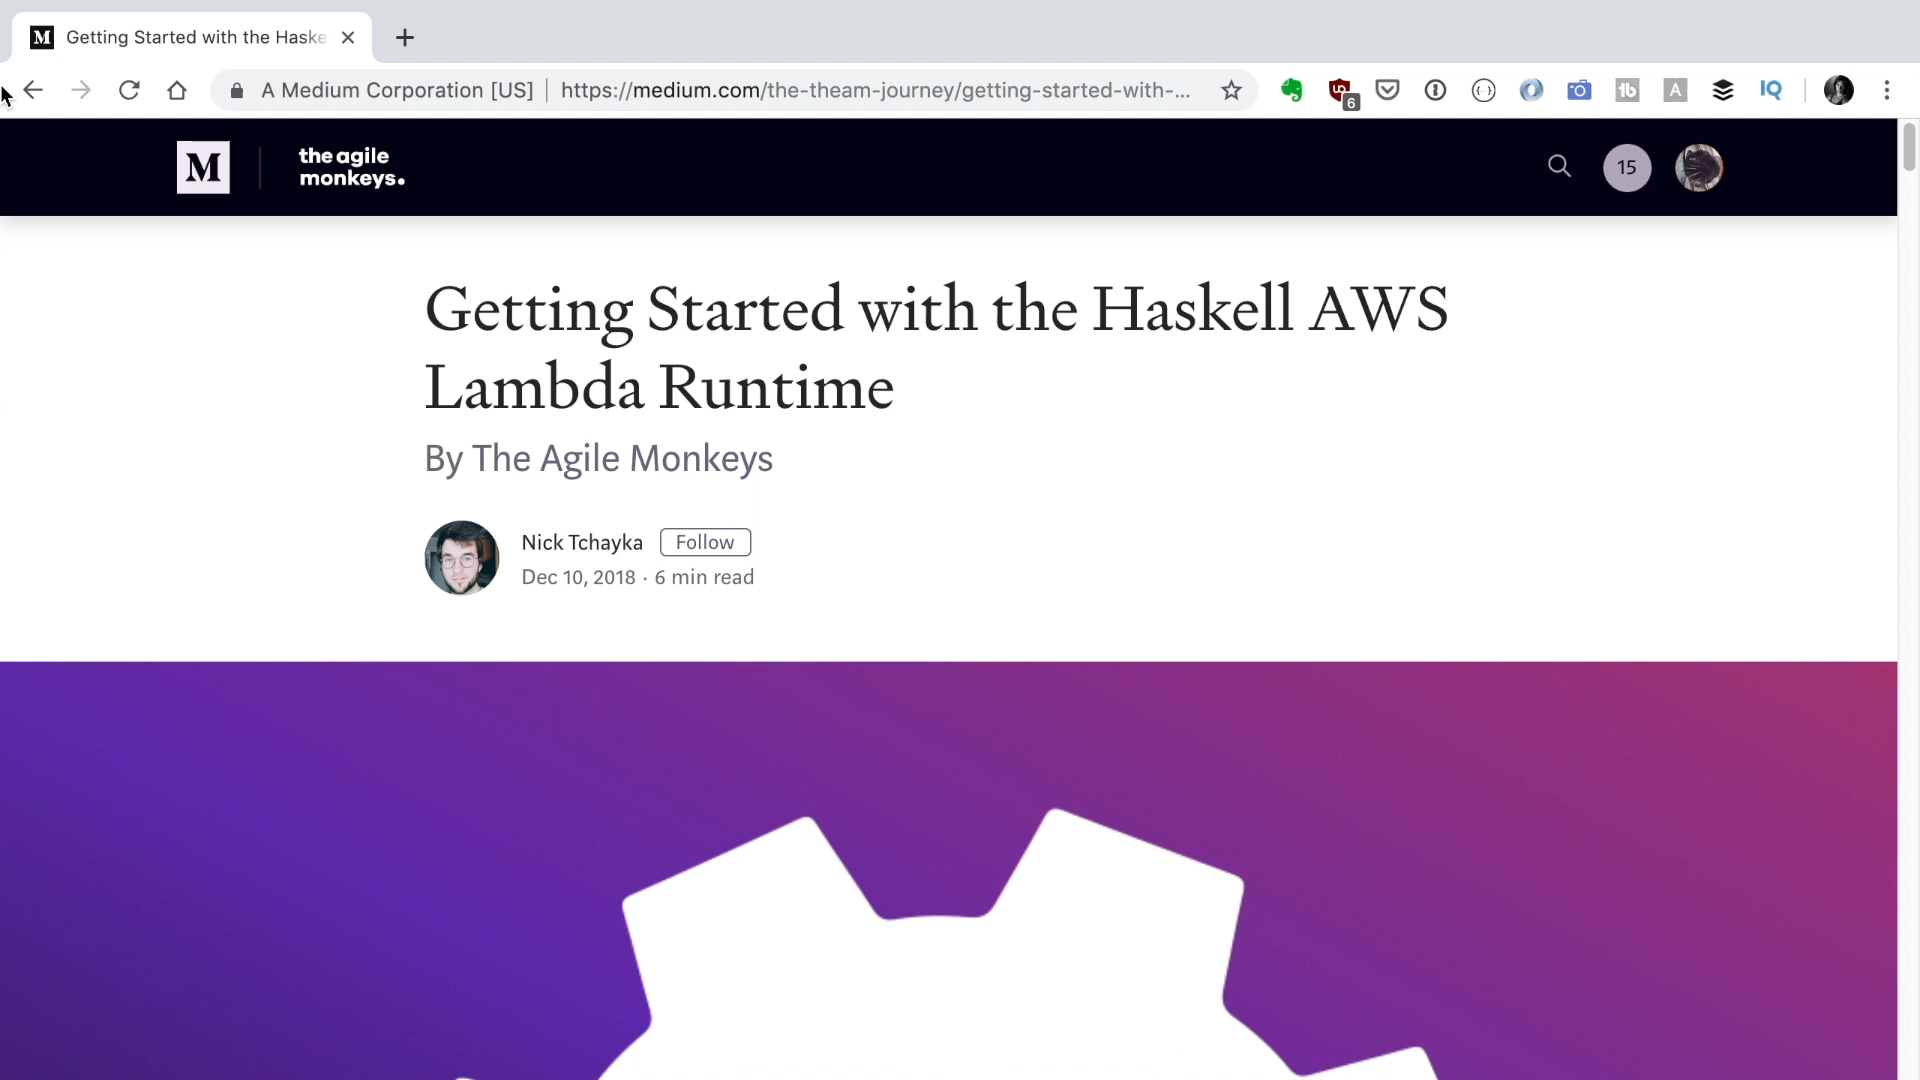 M Getting Started with the Haske
A Medium Corporation [US] https://medium.com/the-theam-journey/getting-started-with-...
6
tb
A
IQ
M
the agile
monkeys.
15
Getting Started with the Haskell AWS
Lambda Runtime
By The Agile Monkeys
Nick Tchayka Follow
Dec 10, 2018 · 6 min read